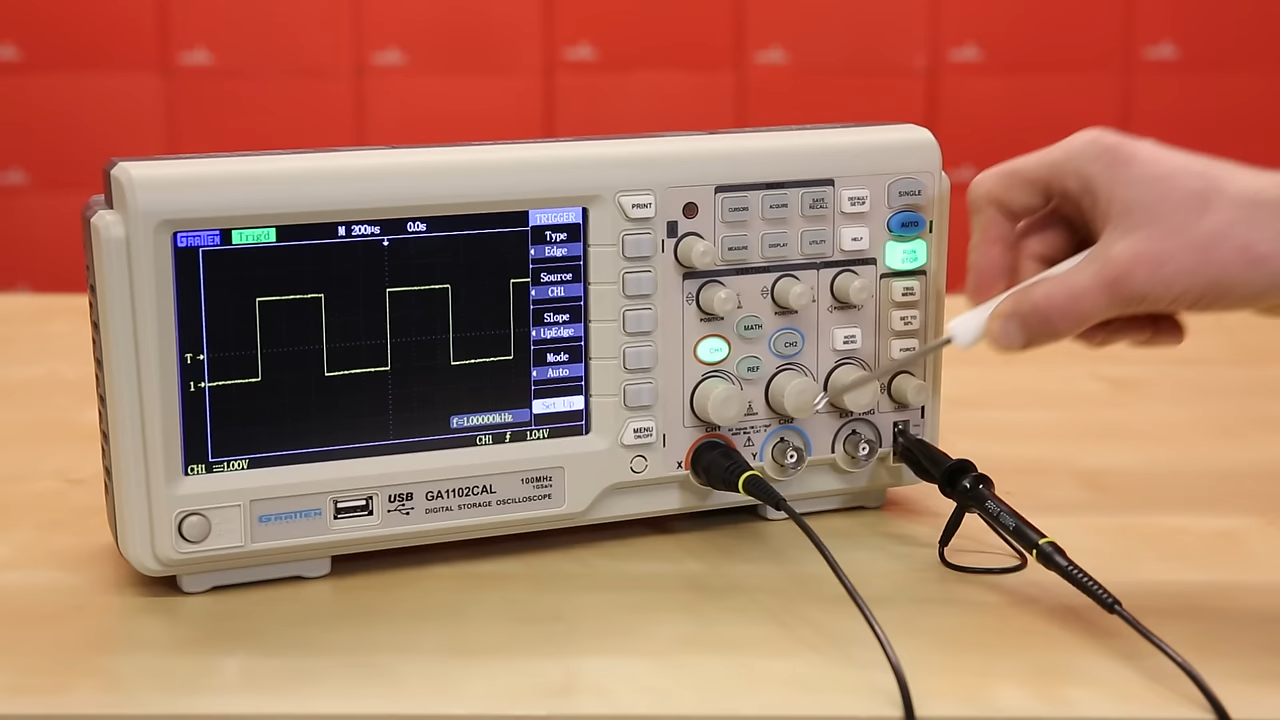 GRATTEN Trig'd M 200µs 0.0s
TRIGGER
Type
Edge
Source
CH1
Slope
UpEdge
Mode
Auto
Set Up
T
1
f=1.00000kHz
CH1 1.04V
CH1 1.00V
PRINT
MENU
ON/OFF
CURSORS
ACQUIRE
SAVE
RECALL
DEFAULT
SETUP
MEASURE
DISPLAY
UTILITY
HELP
SINGLE
AUTO
RUN
STOP
POSITION
POSITION
POSITION
TRIG
MENU
SET TO
50%
FORCE
MATH
CH1
CH2
REF
HORI
MENU
CH1
CH2
EXT TRIG
X
Y
GRATTEN
USB
GA1102CAL
100MHz
1GSa/s
DIGITAL STORAGE OSCILLOSCOPE